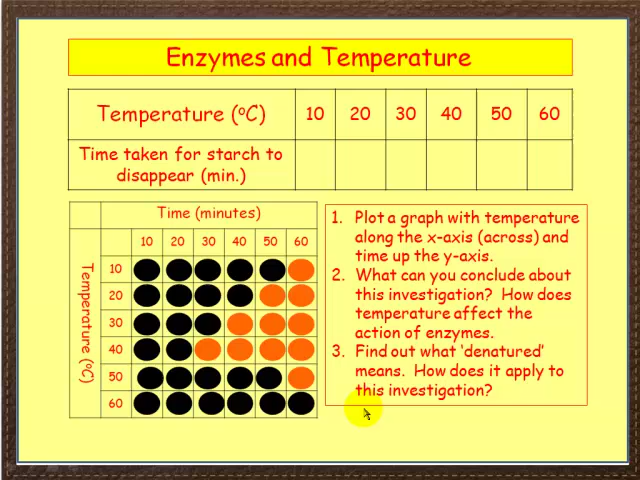 Enzymes and Temperature
Temperature (oC) 10 20 30 40 50 60
Time taken for starch to
disappear (min.)
Time (minutes)
10 20 30 40 50 60
Temperature (oC)
10
20
30
40
50
60
1. Plot a graph with temperature
along the x-axis (across) and
time up the y-axis.
2. What can you conclude about
this investigation? How does
temperature affect the
action of enzymes.
3. Find out what ‘denatured’
means. How does it apply to
this investigation?